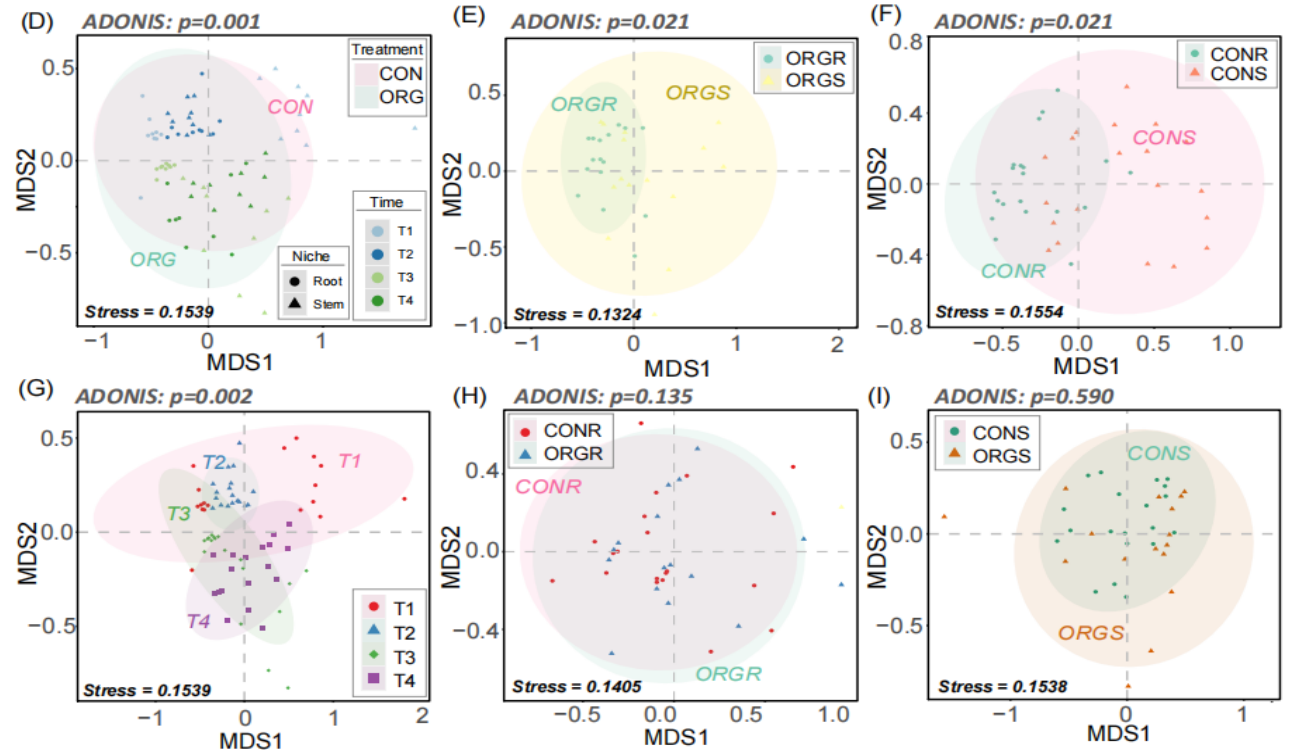 (D)
ADONIS: p=0.001
Treatment
CON
ORG
CON
ORG
Time
T1
T2
T3
T4
Niche
Root
Stem
Stress = 0.1539
0.5
0.0
−0.5
−1
0
1
MDS2
MDS1
(E)
ADONIS: p=0.021
ORGR
ORGS
ORGR
ORGS
Stress = 0.1324
0.5
0.0
−0.5
−1.0
−1
0
1
2
MDS2
MDS1
(F)
ADONIS: p=0.021
CONR
CONS
CONS
CONR
Stress = 0.1554
0.8
0.4
0.0
−0.4
−0.8
−0.5
0.0
0.5
1.0
MDS2
MDS1
(G)
ADONIS: p=0.002
T2
T1
T3
T4
T1
T2
T3
T4
Stress = 0.1539
0.5
0.0
−0.5
−1
0
1
2
MDS2
MDS1
(H)
ADONIS: p=0.135
CONR
ORGR
CONR
ORGR
Stress = 0.1405
0.4
0.0
−0.4
−0.5
0.0
0.5
1.0
MDS2
MDS1
(I)
ADONIS: p=0.590
CONS
ORGS
CONS
ORGS
Stress = 0.1538
0.5
0.0
−0.5
−1
0
1
MDS2
MDS1